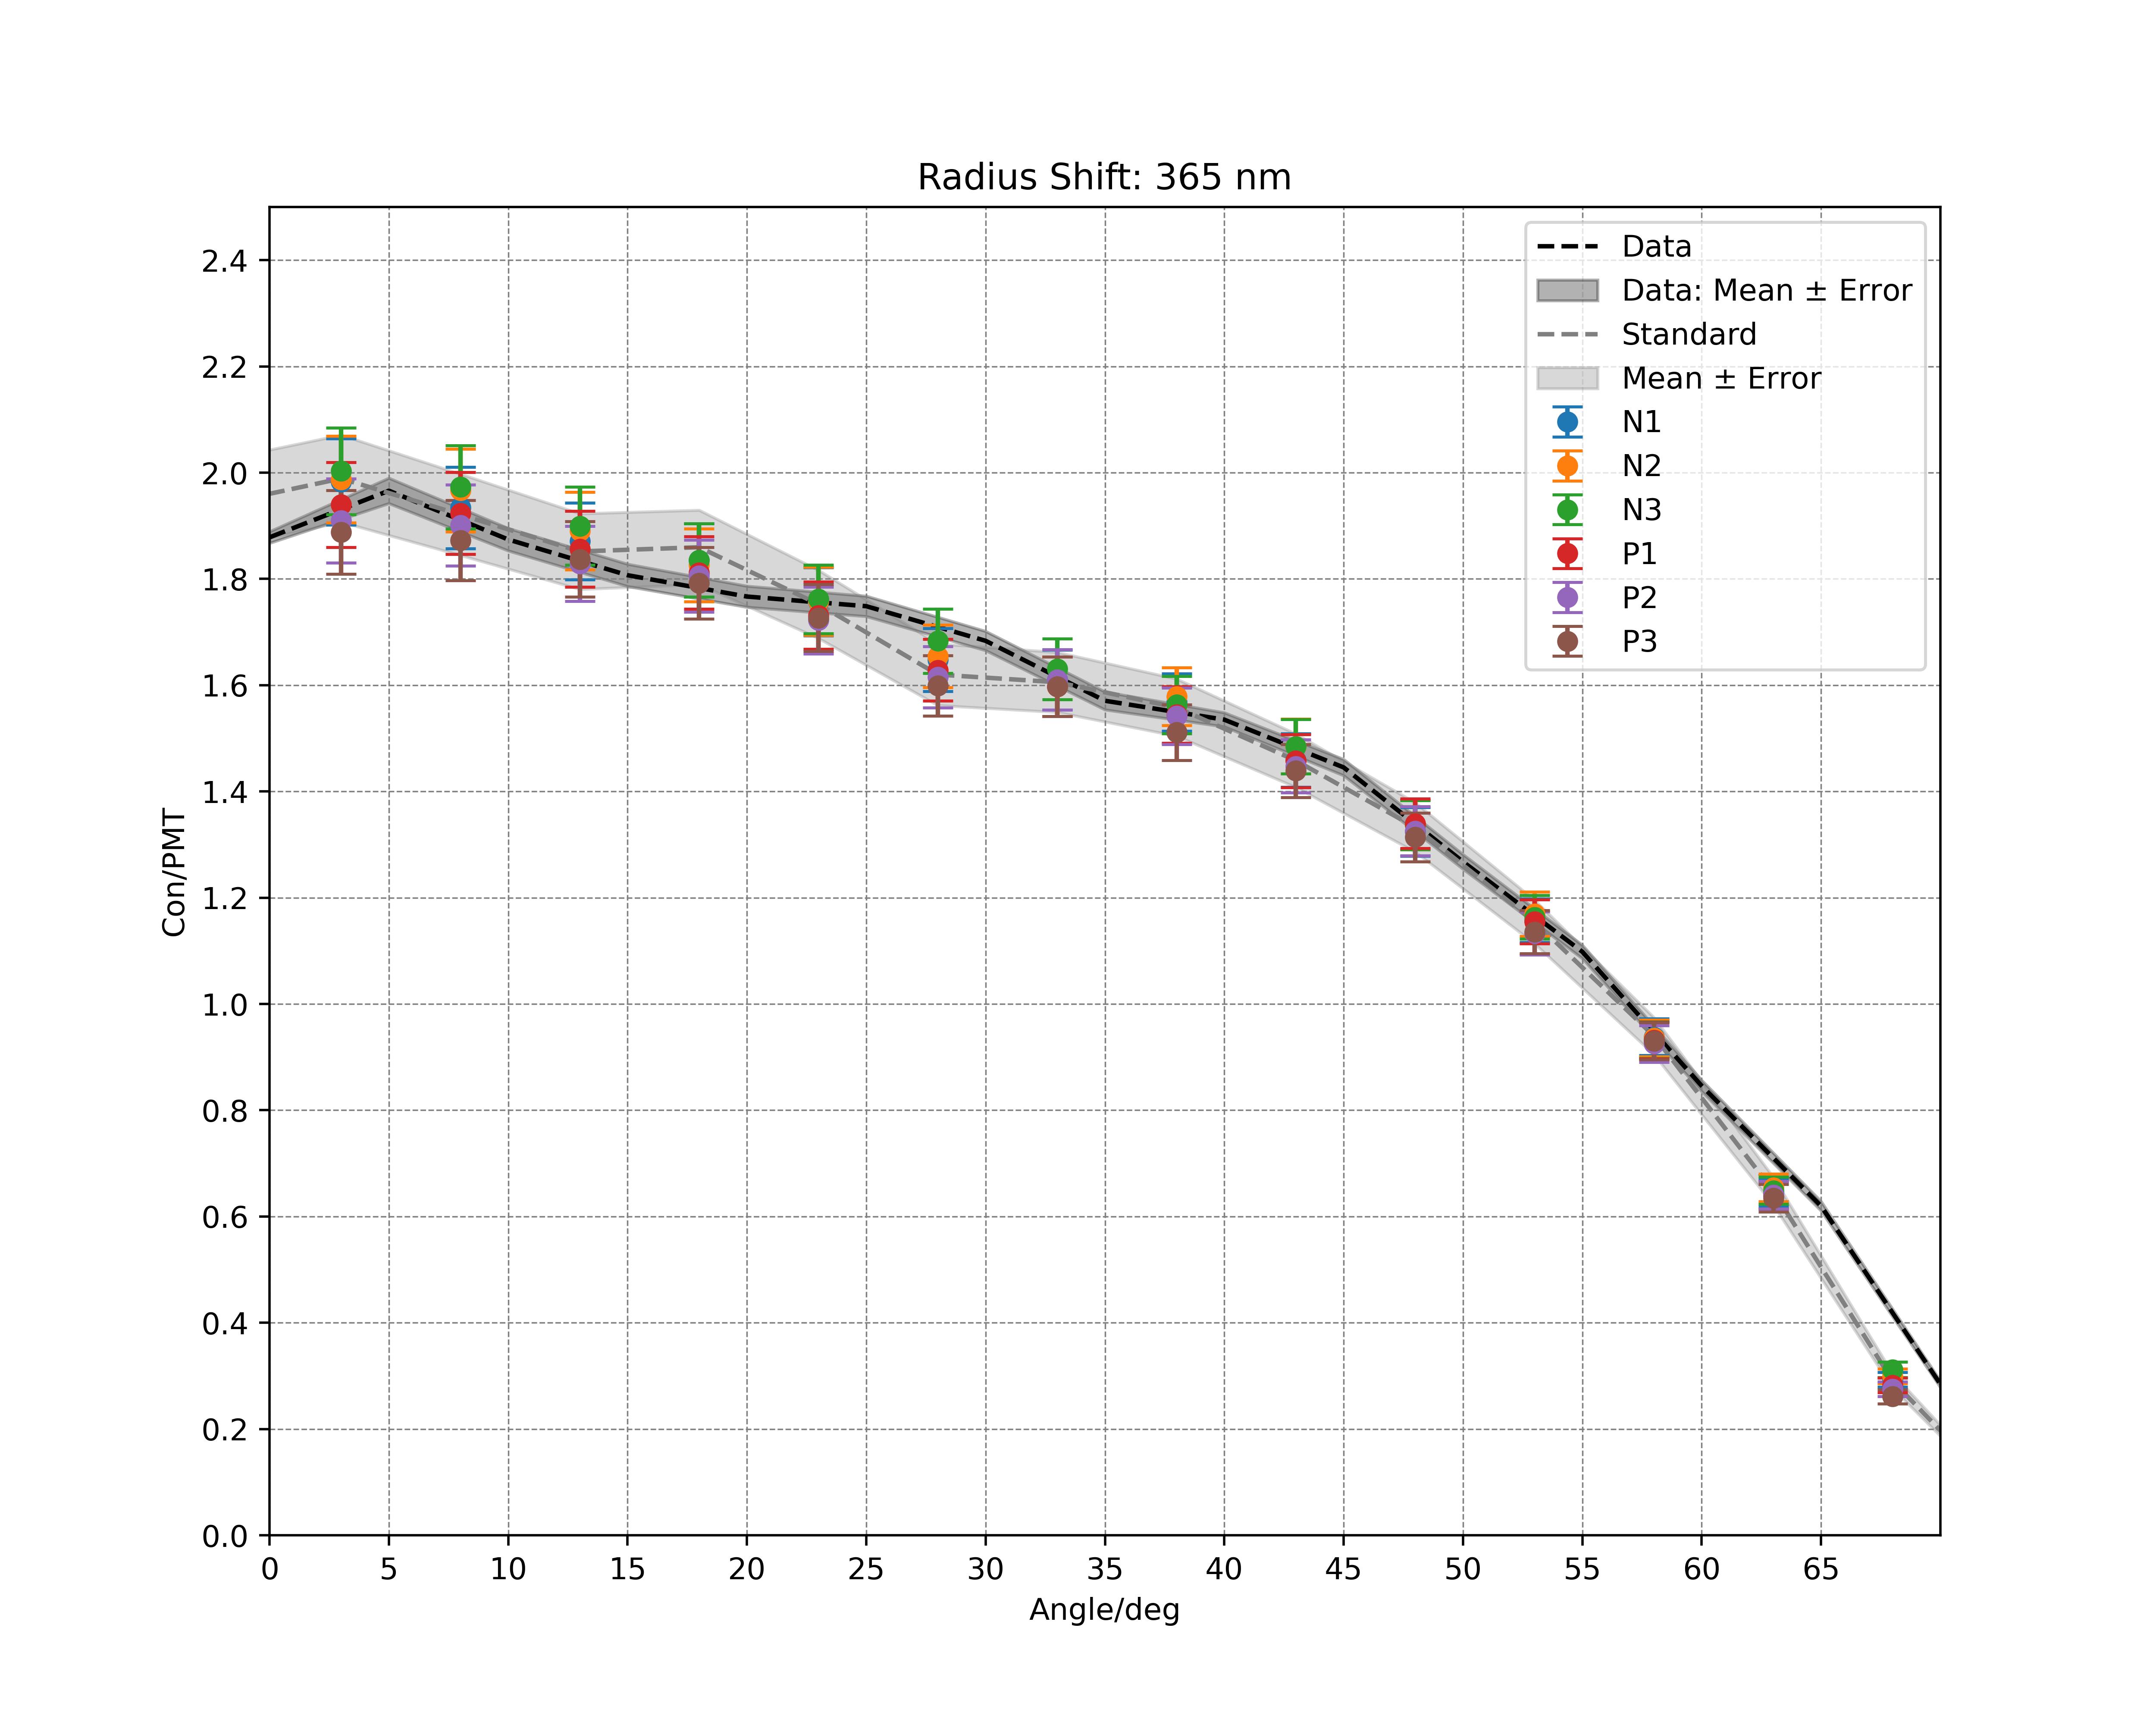 Radius Shift: 365 nm
2.4
2.2
2.0
1.8
1.6
1.4
1.2
1.0
0.8
0.6
0.4
0.2
0.0
Con/PMT
Data
Data: Mean ± Error
Standard
Mean ± Error
N1
N2
N3
P1
P2
P3
0 5 10 15 20 25 30 35 40 45 50 55 60 65
Angle/deg